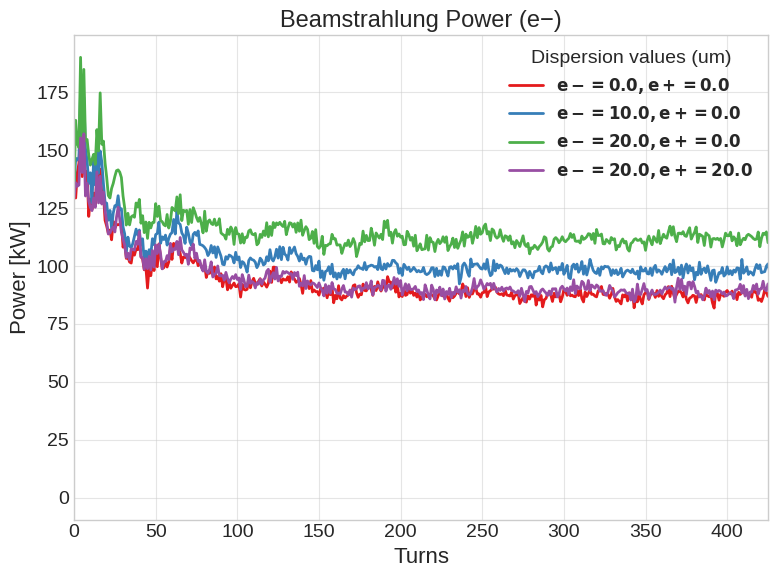 Beamstrahlung Power (e−)
Dispersion values (um)
e− = 0.0, e+ = 0.0
e− = 10.0, e+ = 0.0
e− = 20.0, e+ = 0.0
e− = 20.0, e+ = 20.0
Power [kW]
175
150
125
100
75
50
25
0
0 50 100 150 200 250 300 350 400
Turns